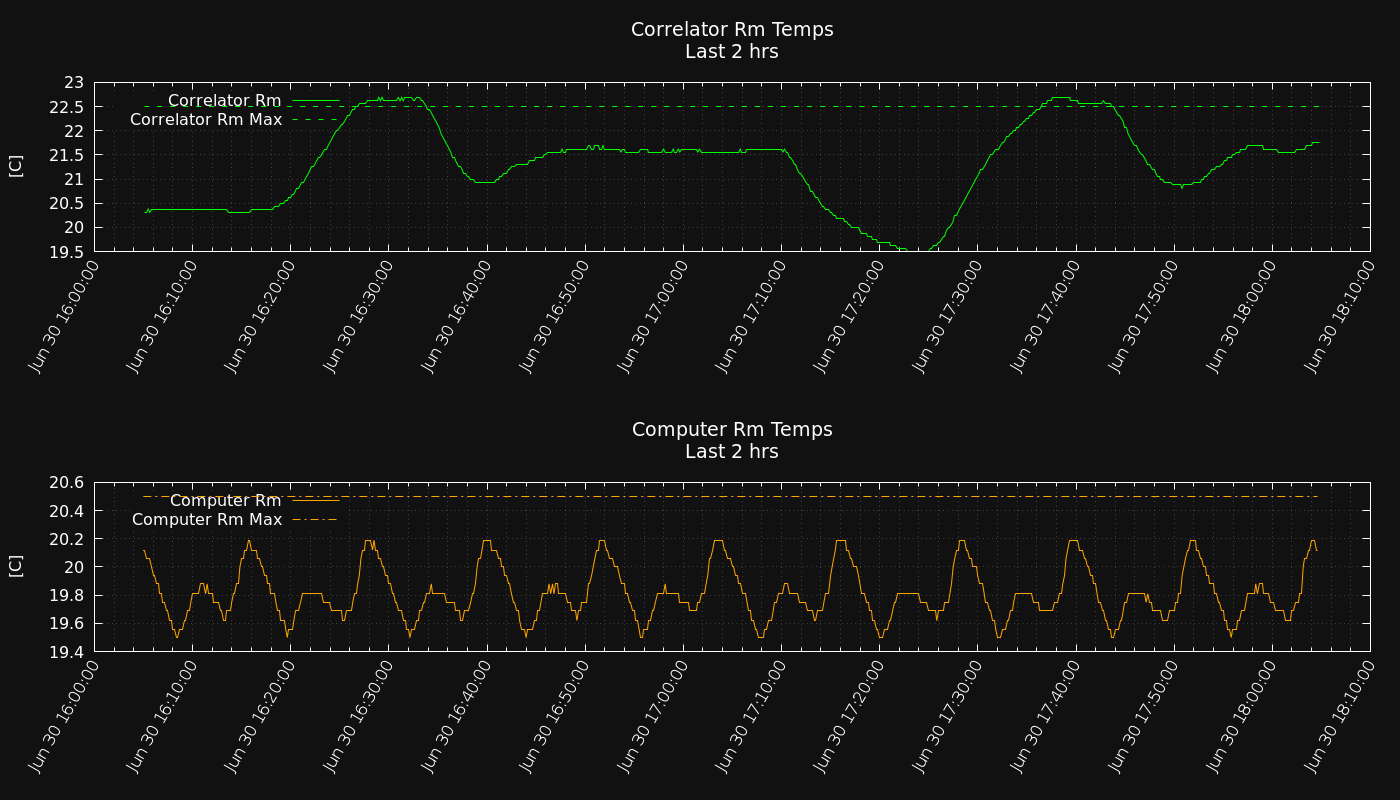 Correlator Rm Temps
Last 2 hrs
23
22.5
22
21.5
21
20.5
20
19.5
[C]
Correlator Rm
Correlator Rm Max
Jun 30 16:00:00
Jun 30 16:10:00
Jun 30 16:20:00
Jun 30 16:30:00
Jun 30 16:40:00
Jun 30 16:50:00
Jun 30 17:00:00
Jun 30 17:10:00
Jun 30 17:20:00
Jun 30 17:30:00
Jun 30 17:40:00
Jun 30 17:50:00
Jun 30 18:00:00
Jun 30 18:10:00
Computer Rm Temps
Last 2 hrs
20.6
20.4
20.2
20
19.8
19.6
19.4
[C]
Computer Rm
Computer Rm Max
Jun 30 16:00:00
Jun 30 16:10:00
Jun 30 16:20:00
Jun 30 16:30:00
Jun 30 16:40:00
Jun 30 16:50:00
Jun 30 17:00:00
Jun 30 17:10:00
Jun 30 17:20:00
Jun 30 17:30:00
Jun 30 17:40:00
Jun 30 17:50:00
Jun 30 18:00:00
Jun 30 18:10:00